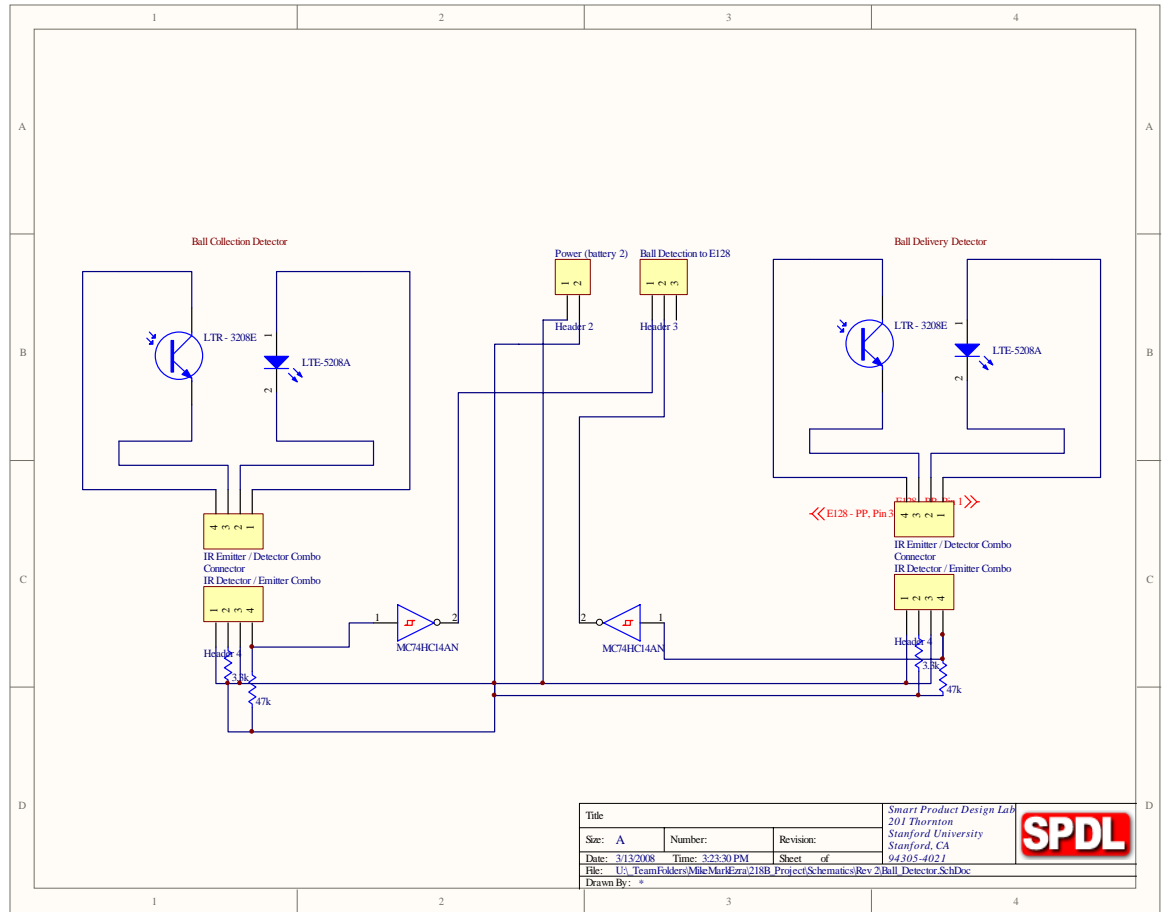 1 2 3 4
A A
Ball Collection Detector
Ball Delivery Detector
Power (battery 2)
Ball Detection to E128
1 2
1 2 3
Header 2
Header 3
LTR - 3208E
1
LTE-5208A
2
LTR - 3208E
1
LTE-5208A
2
B B
4 3 2 1
IR Emitter / Detector Combo
Connector
IR Detector / Emitter Combo
1 2 3 4
Header 4
3.3k
47k
1 2
MC74HC14AN
2 1
MC74HC14AN
E128 - PP, Pin 1
E128 - PP, Pin 3
4 3 2 1
IR Emitter / Detector Combo
Connector
IR Detector / Emitter Combo
1 2 3 4
Header 4
3.3k
47k
C C
D D
Title
Size: A Number: Revision:
Date: 3/13/2008 Time: 3:23:30 PM Sheet of
File: U:\_TeamFolders\MikeMarkEzra\218B_Project\Schematics\Rev 2\Ball_Detector.SchDoc
Drawn By: *
Smart Product Design Lab
201 Thornton
Stanford University
Stanford, CA
94305-4021
SPDL
1 2 3 4